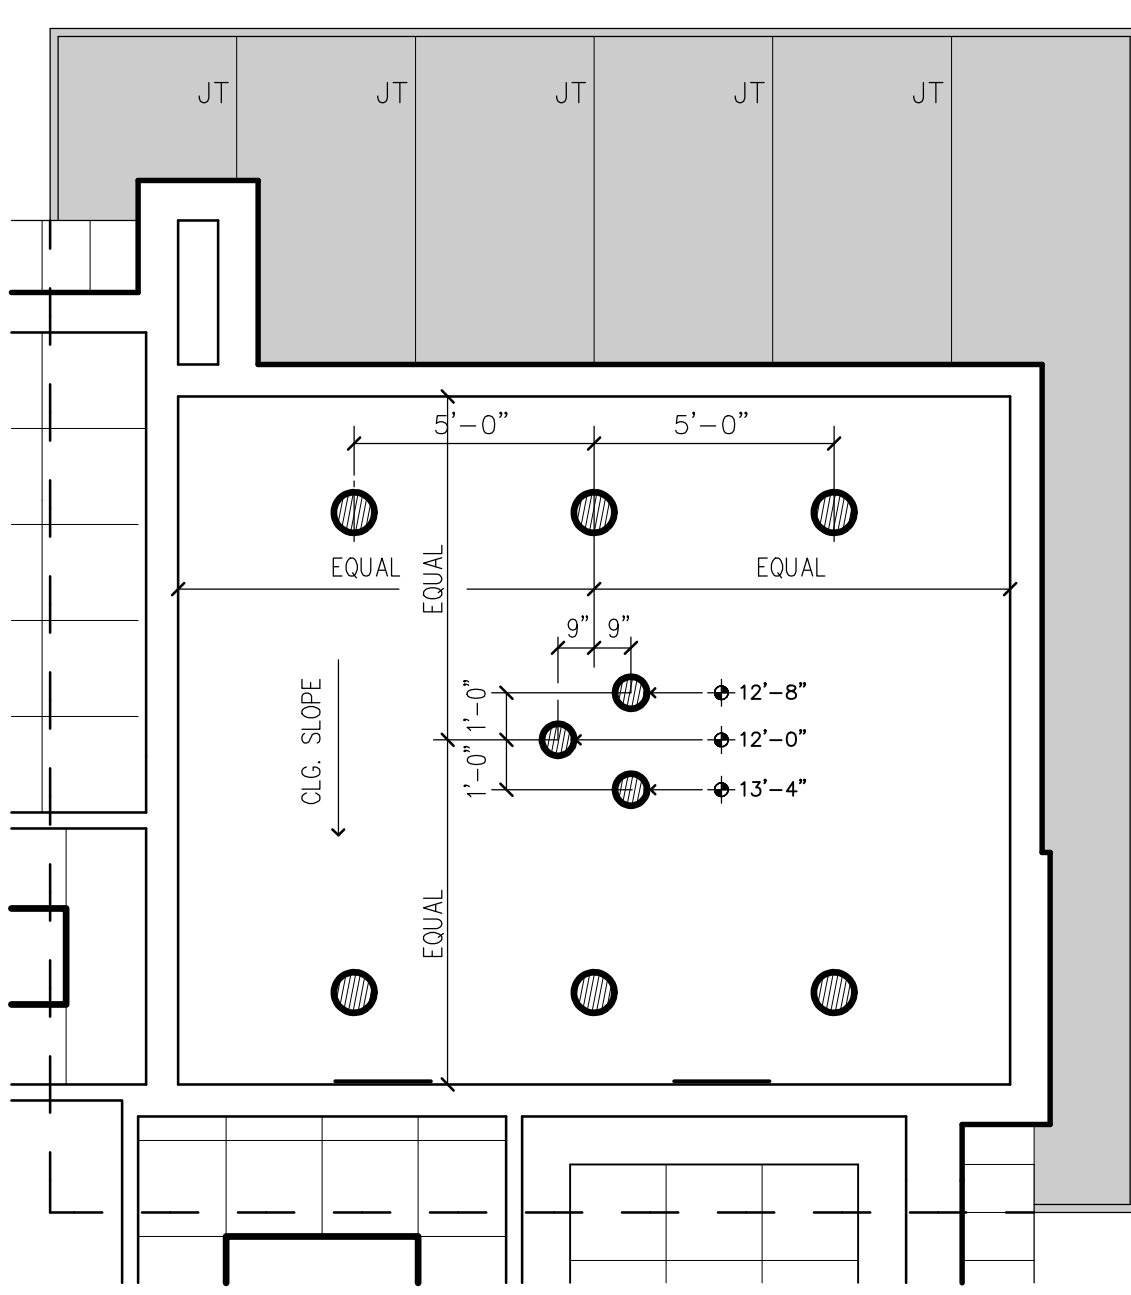 JT
JT
JT
JT
JT
5'-0"
5'-0"
EQUAL
EQUAL
EQUAL
9"
9"
CLG. SLOPE
1'-0"
12'-8"
1'-0"
12'-0"
13'-4"
EQUAL